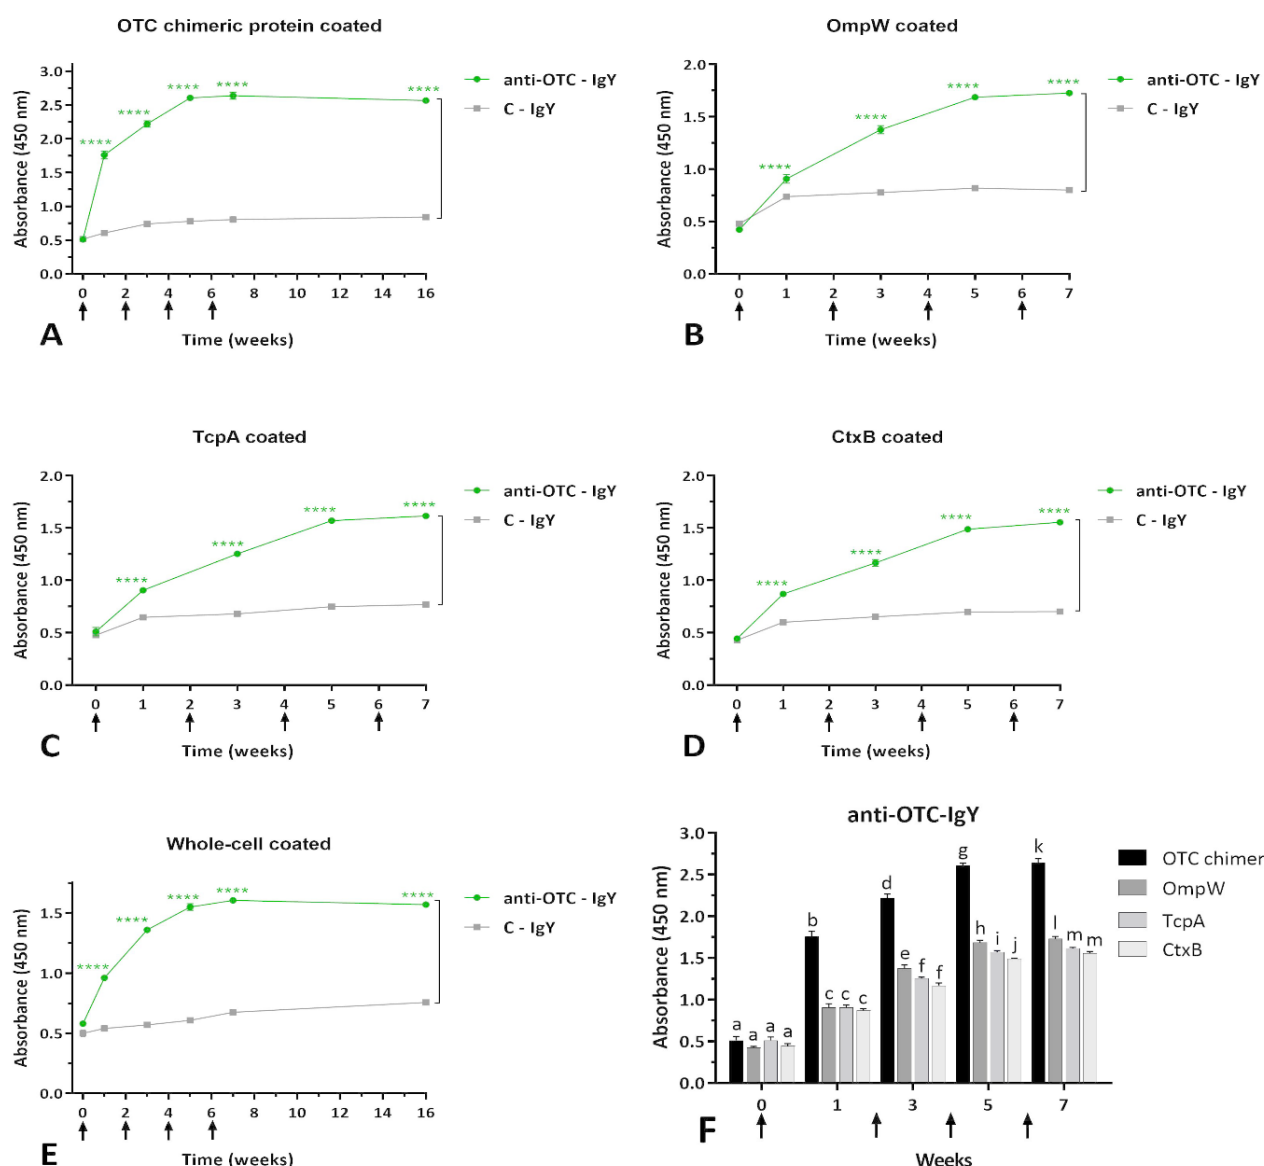 OTC chimeric protein coated
Absorbance (450 nm)
3.0
2.5
2.0
1.5
1.0
0.5
0.0
**** **** **** **** ****
anti-OTC - IgY
C - IgY
0 2 4 6 8 10 12 14 16
A
Time (weeks)
OmpW coated
Absorbance (450 nm)
2.0
1.5
1.0
0.5
0.0
**** **** **** ****
anti-OTC - IgY
C - IgY
0 1 2 3 4 5 6 7
B
Time (weeks)
TcpA coated
Absorbance (450 nm)
2.0
1.5
1.0
0.5
0.0
**** **** **** ****
anti-OTC - IgY
C - IgY
0 1 2 3 4 5 6 7
C
Time (weeks)
CtxB coated
Absorbance (450 nm)
2.0
1.5
1.0
0.5
0.0
**** **** **** ****
anti-OTC - IgY
C - IgY
0 1 2 3 4 5 6 7
D
Time (weeks)
Whole-cell coated
Absorbance (450 nm)
1.5
1.0
0.5
0.0
**** **** **** **** ****
anti-OTC - IgY
C - IgY
0 2 4 6 8 10 12 14 16
E
Time (weeks)
anti-OTC-IgY
Absorbance (450 nm)
3.0
2.5
2.0
1.5
1.0
0.5
0.0
a a a a
b c c c
d e f f
g h i j
k l m m
OTC chimer
OmpW
TcpA
CtxB
0 1 3 5 7
F
Weeks